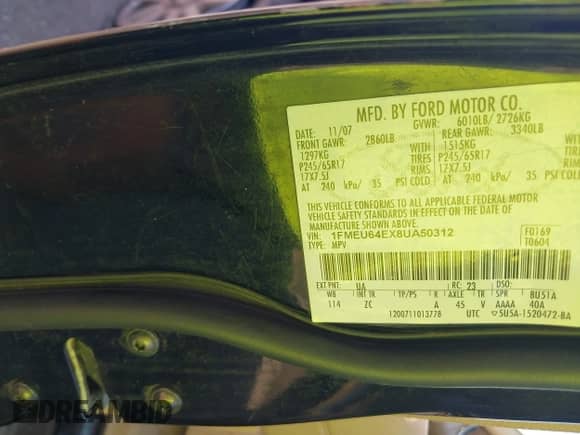 MFD. BY FORD MOTOR CO.
DATE: 11/07 GVWR: 6010LB/ 2726KG
FRONT GAWR: 2860LB REAR GAWR: 3340LB
1297KG WITH 1515KG WITH
P245/65R17 TIRES P245/65R17 TIRES
17X7.5J RIMS 17X7.5J RIMS
AT 240 kPa/ 35 PSI COLD AT 240 kPa/ 35 PSI COLD
THIS VEHICLE CONFORMS TO ALL APPLICABLE FEDERAL MOTOR
VEHICLE SAFETY STANDARDS IN EFFECT ON THE DATE OF
MANUFACTURE SHOWN ABOVE.
VIN: 1FMEU64EX8UA50312 F0169
TYPE: MPV T0604
EXT PNT: UA RC: 23 DSO:
WB INT TR TP/PS R AXLE TR SPR BU51A
114 ZC A 45 V AAAA 40A
1200711013778 UTC ▽5U5A-1520472-BA
DREAMBID